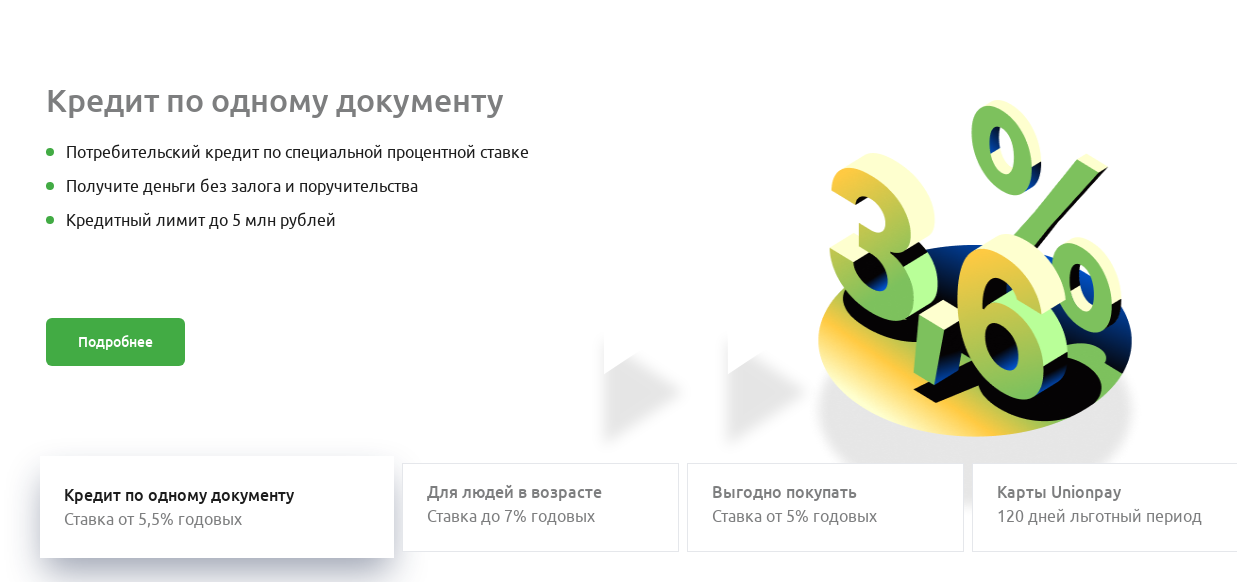 Кредит по одному документу
Потребительский кредит по специальной процентной ставке
Получите деньги без залога и поручительства
Кредитный лимит до 5 млн рублей
3,6%
Подробнее
Кредит по одному документу
Ставка от 5,5% годовых
Для людей в возрасте
Ставка до 7% годовых
Выгодно покупать
Ставка от 5% годовых
Карты Unionpay
120 дней льготный период